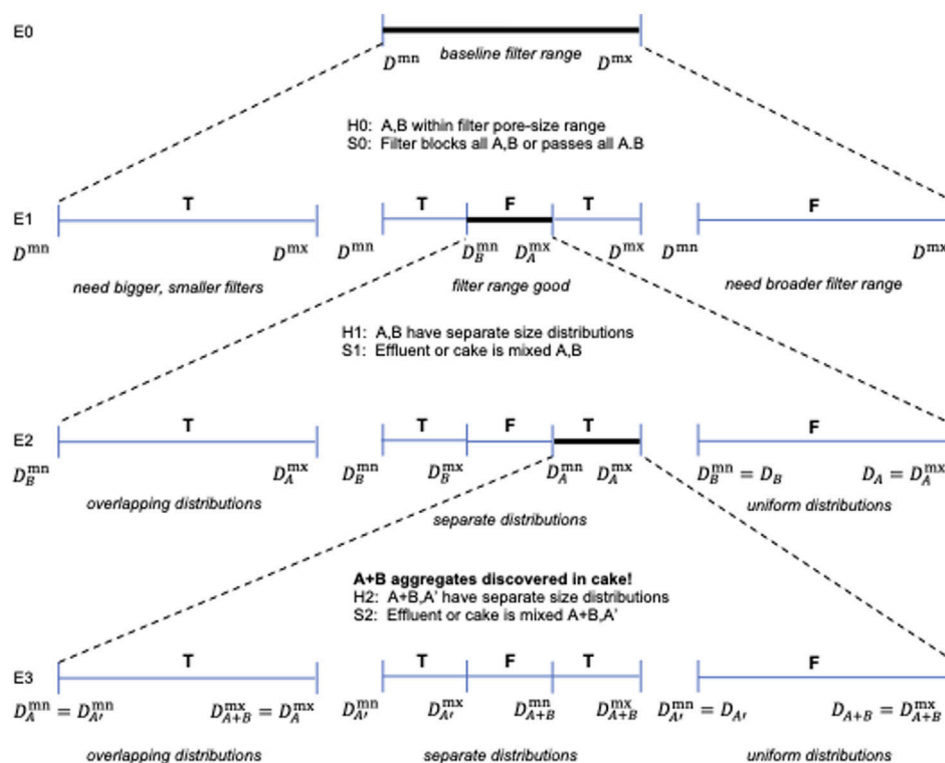 E0
baseline filter range
D^mn D^mx
H0: A,B within filter pore-size range
S0: Filter blocks all A,B or passes all A.B
E1
T T F T F
D^mn D^mx D^mn D_B^mn D_A^mx D^mx D^mn D^mx
need bigger, smaller filters filter range good need broader filter range
H1: A,B have separate size distributions
S1: Effluent or cake is mixed A,B
T T F T F
E2
D_B^mn D_A^mx D_B^mn D_B^mx D_A^mn D_A^mx D_B^mn = D_B D_A = D_A^mx
overlapping distributions separate distributions uniform distributions
A+B aggregates discovered in cake!
H2: A+B,A' have separate size distributions
S2: Effluent or cake is mixed A+B,A'
T T F T F
E3
D_A^mn = D_A'^mn D_A+B^mx = D_A^mx D_A'^mn D_A'^mx D_A+B^mn D_A+B^mx D_A'^mn = D_A' D_A+B = D_A+B^mx
overlapping distributions separate distributions uniform distributions